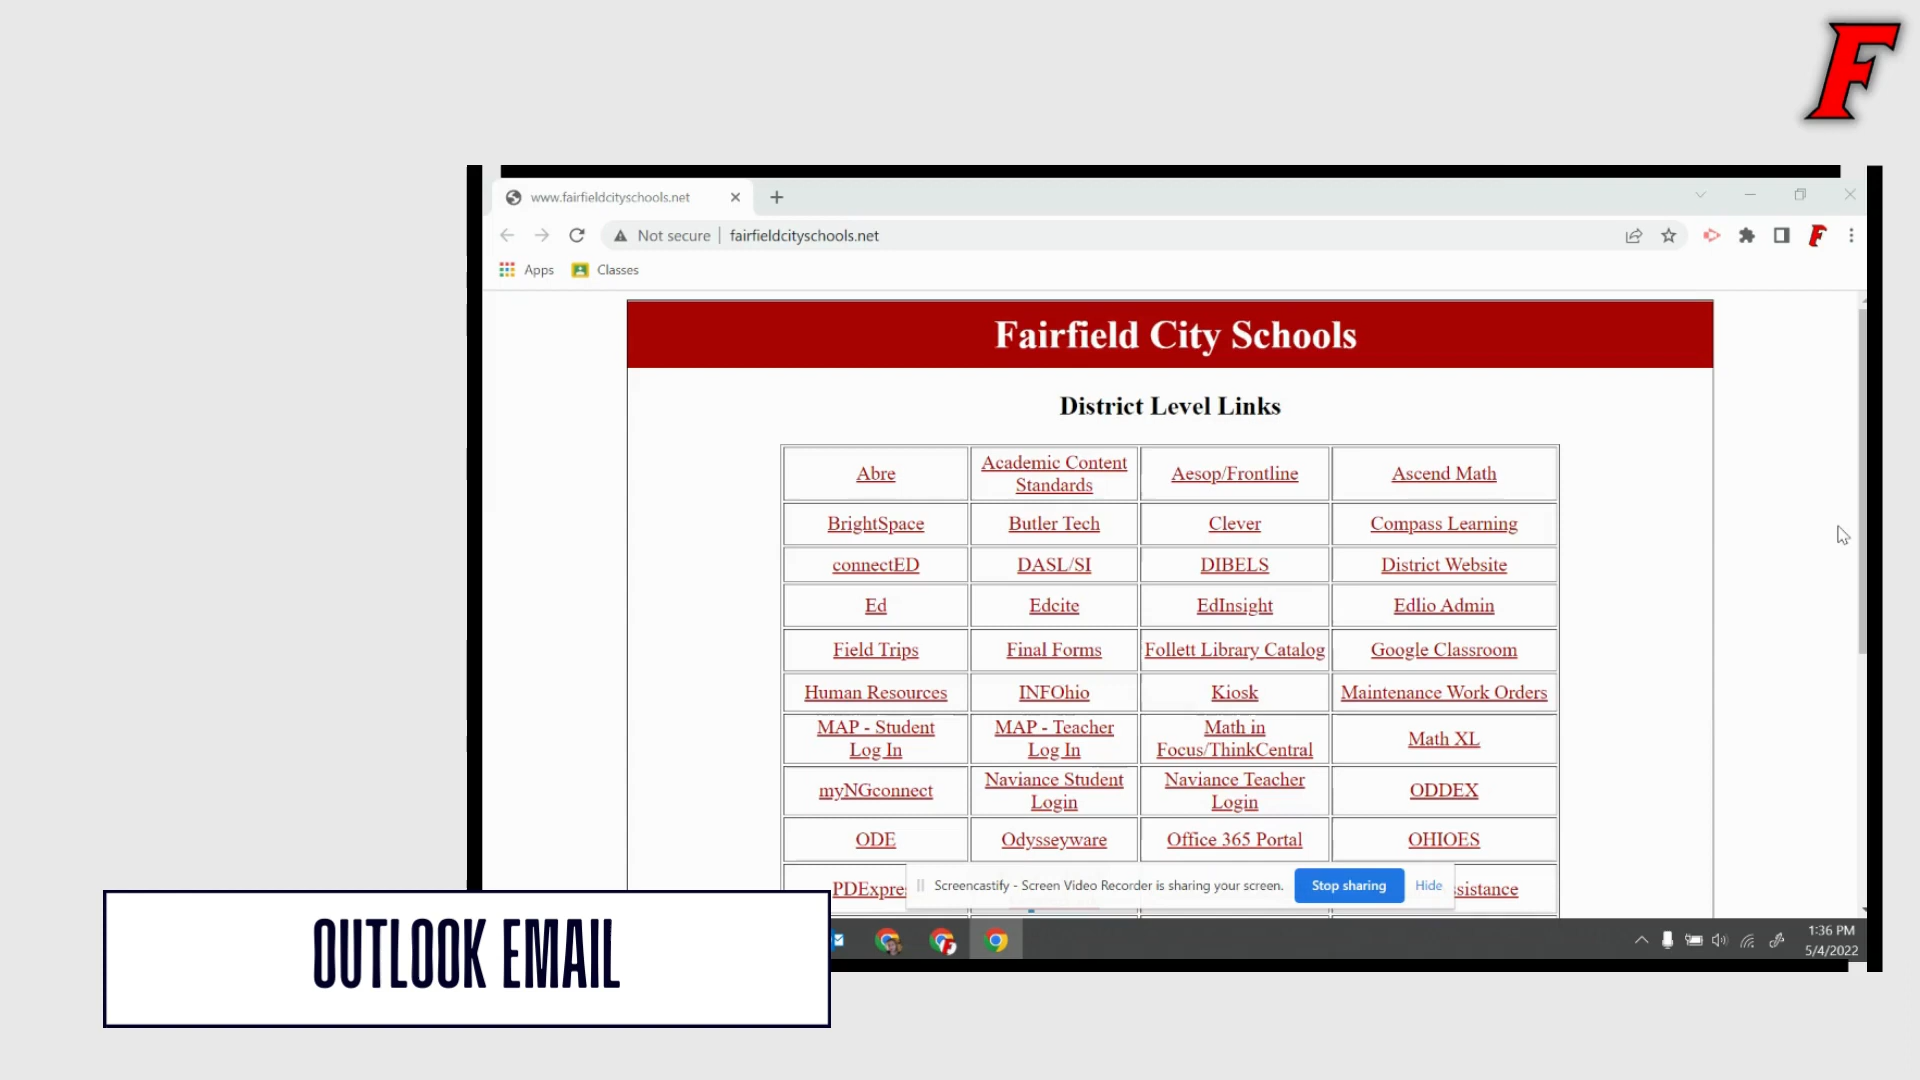 F
www.fairfieldcityschools.net
Not secure | fairfieldcityschools.net
Apps Classes
Fairfield City Schools
District Level Links
Abre
Academic Content
Standards
Aesop/Frontline
Ascend Math
BrightSpace
Butler Tech
Clever
Compass Learning
connectED
DASL/SI
DIBELS
District Website
Ed
Edcite
EdInsight
Edlio Admin
Field Trips
Final Forms
Follett Library Catalog
Google Classroom
Human Resources
INFOhio
Kiosk
Maintenance Work Orders
MAP - Student
Log In
MAP - Teacher
Log In
Math in
Focus/ThinkCentral
Math XL
myNGconnect
Naviance Student
Login
Naviance Teacher
Login
ODDEX
ODE
Odysseyware
Office 365 Portal
OHIOES
PDExpre
Screencastify - Screen Video Recorder is sharing your screen.
Stop sharing
Hide
sistance
OUTLOOK EMAIL
1:36 PM
5/4/2022